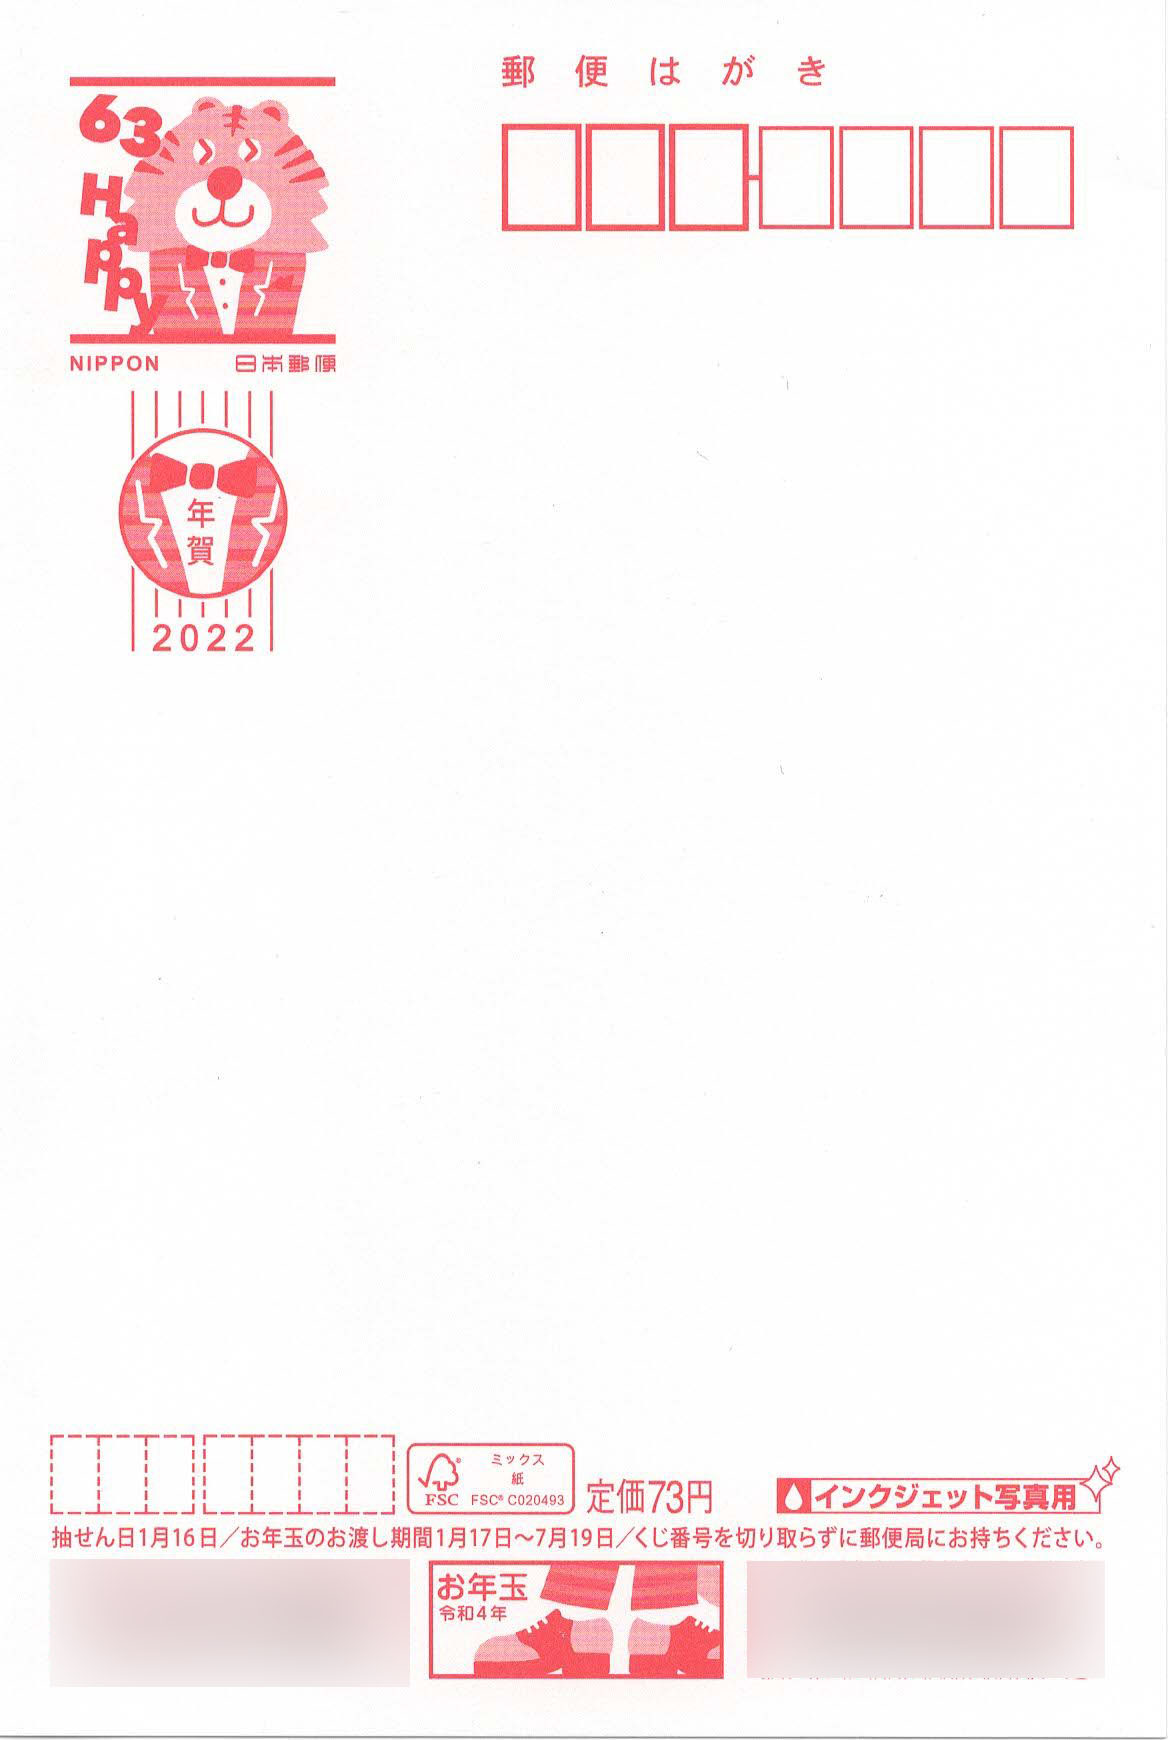 郵便はがき
63
Happy
NIPPON 日本郵便
年賀
2022
ミックス
紙
FSC FSC® C020493
定価73円
インクジェット写真用
抽せん日1月16日／お年玉のお渡し期間1月17日～7月19日／くじ番号を切り取らずに郵便局にお持ちください。
お年玉
令和4年